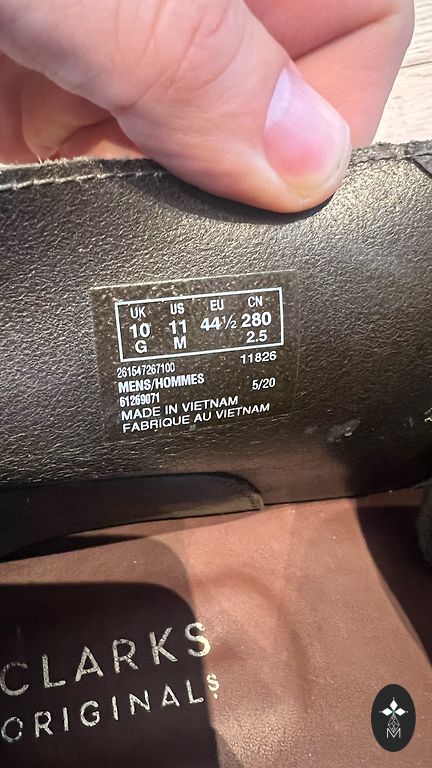 UK US EU CN
10 11 44½ 280
G M 2.5
261547267100 11826
MENS/HOMMES
61269071 5/20
MADE IN VIETNAM
FABRIQUE AU VIETNAM
CLARKS
ORIGINALS
M